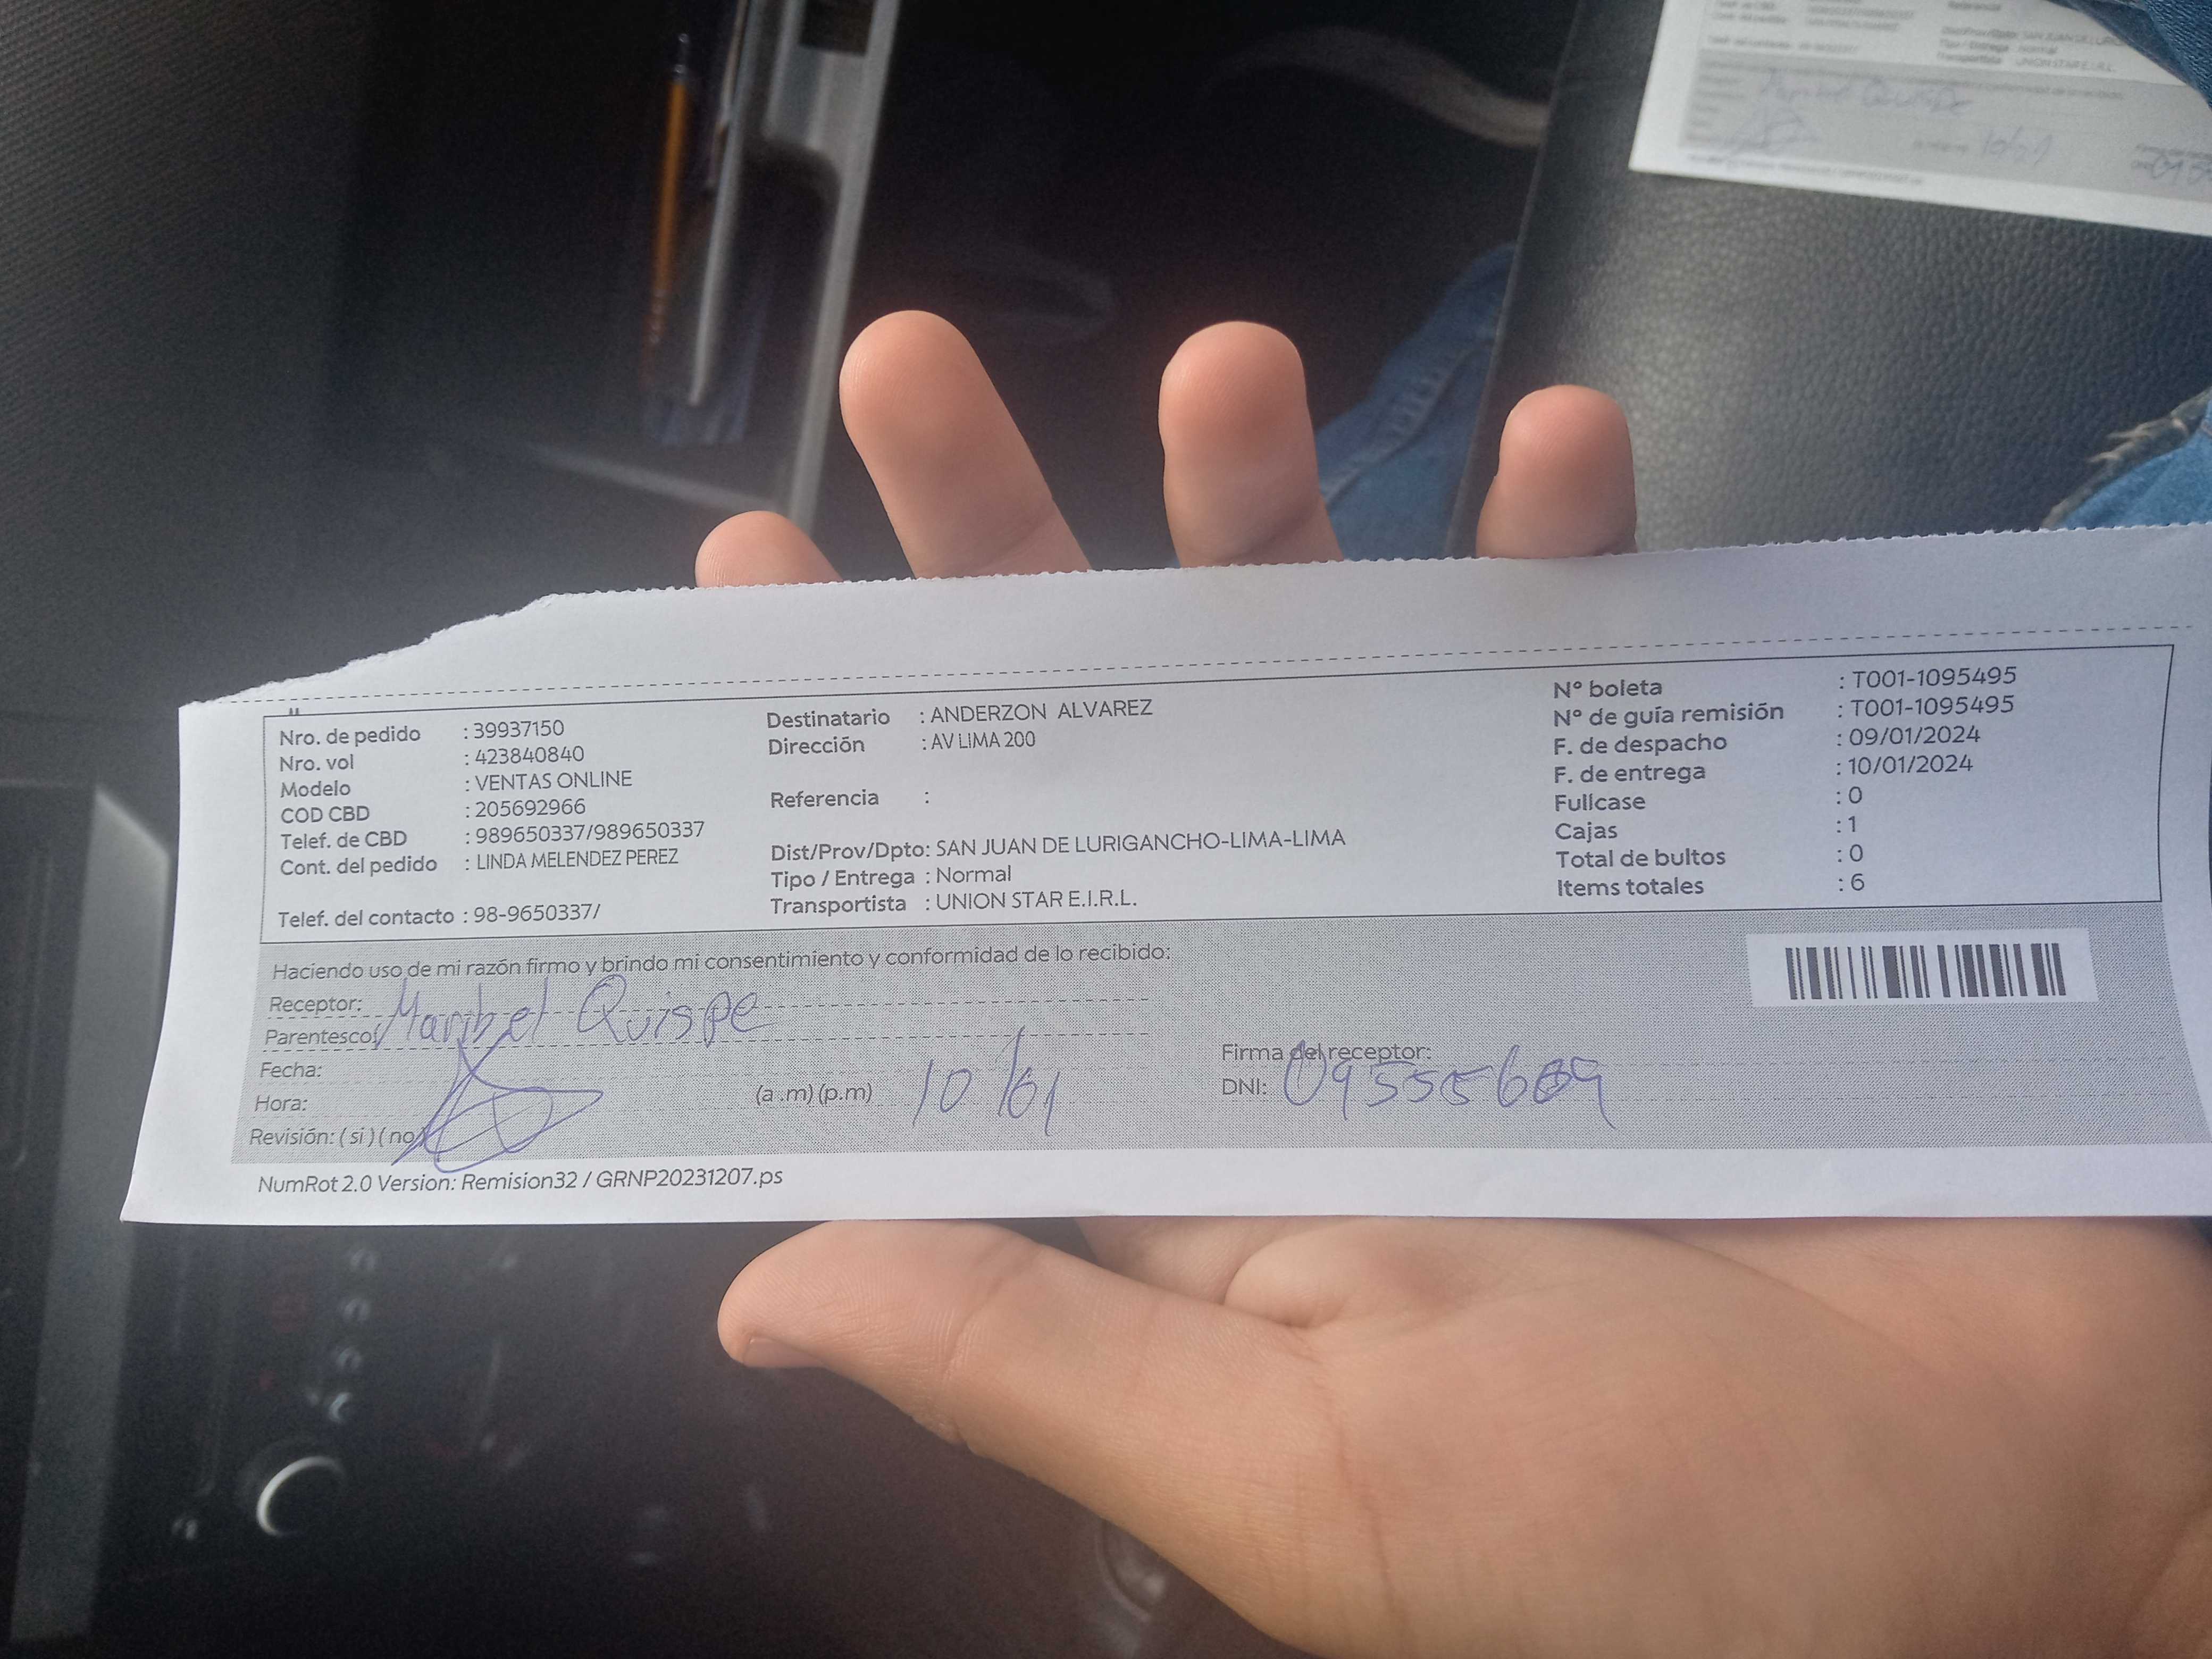 Nro. de pedido : 39937150
Nro. vol : 423840840
Modelo : VENTAS ONLINE
COD CBD : 205692966
Telef. de CBD : 989650337/989650337
Cont. del pedido : LINDA MELENDEZ PEREZ
Telef. del contacto : 98-9650337/
Destinatario : ANDERZON ALVAREZ
Dirección : AV LIMA 200
Referencia :
Dist/Prov/Dpto: SAN JUAN DE LURIGANCHO-LIMA-LIMA
Tipo / Entrega : Normal
Transportista : UNION STAR E.I.R.L.
N° boleta : T001-1095495
N° de guía remisión : T001-1095495
F. de despacho : 09/01/2024
F. de entrega : 10/01/2024
Fullcase : 0
Cajas : 1
Total de bultos : 0
Items totales : 6
Haciendo uso de mi razón firmo y brindo mi consentimiento y conformidad de lo recibido:
Receptor: Maribel Quispe
Parentesco:
Fecha:
Hora: (a .m) (p.m) 10/01
Revisión: ( si ) ( no
Firma del receptor:
DNI:
NumRot 2.0 Version: Remision32 / GRNP20231207.ps